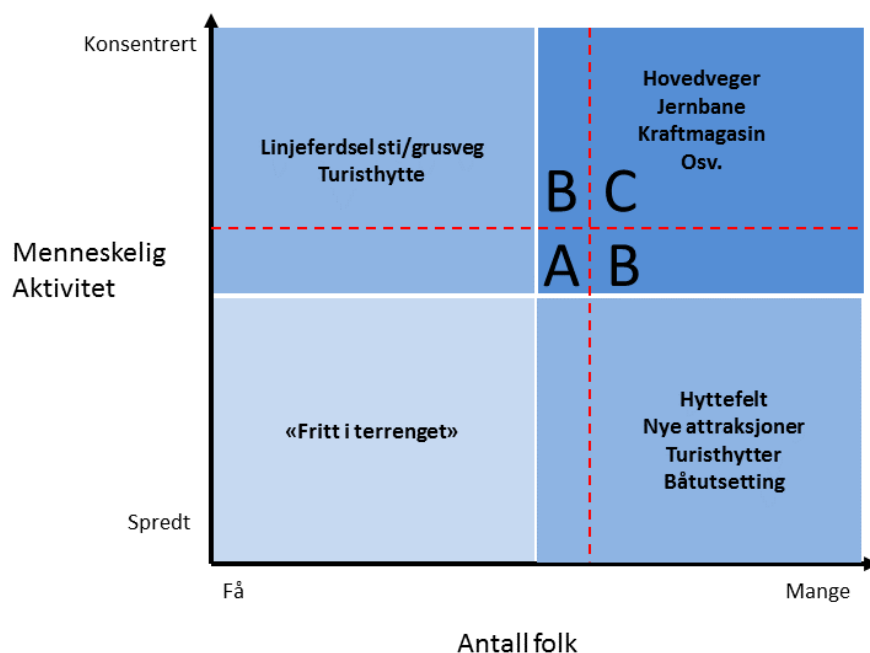 Konsentrert
Hovedveger
Jernbane
Kraftmagasin
Osv.
Linjeferdsel sti/grusveg
Turisthytte
B C
A B
Menneskelig
Aktivitet
«Fritt i terrenget»
Hyttefelt
Nye attraksjoner
Turisthytter
Båtutsetting
Spredt
Få
Mange
Antall folk